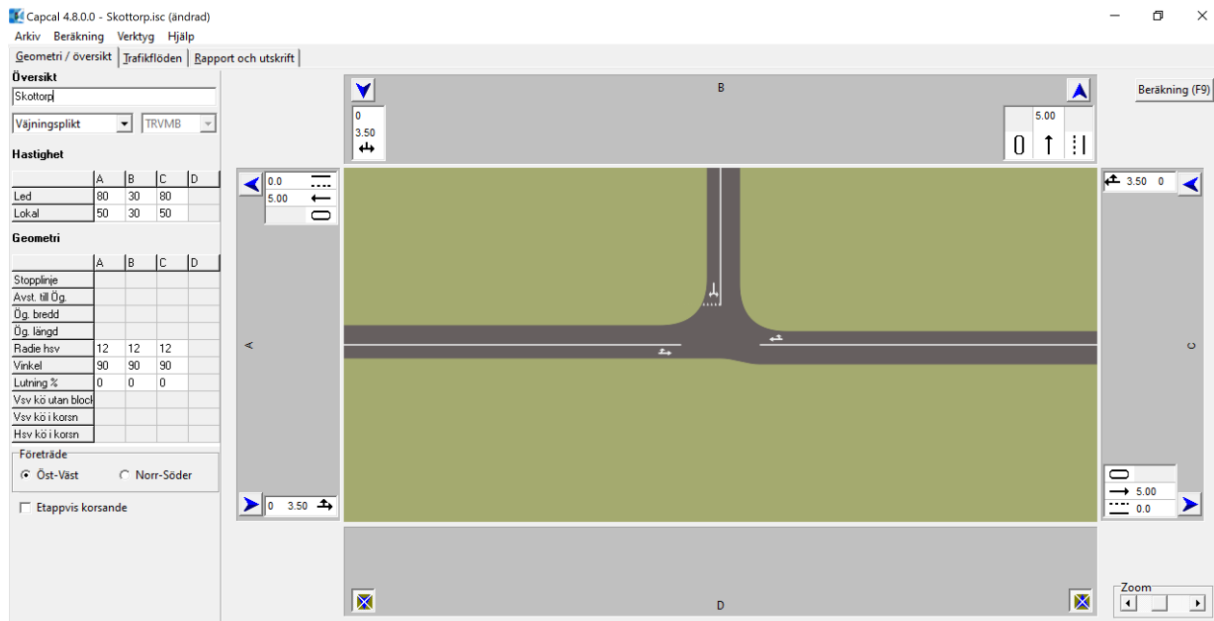 Capcal 4.8.0.0 - Skottorp.isc (ändrad)
Arkiv Beräkning Verktyg Hjälp
Geometri / översikt Trafikflöden Rapport och utskrift
Översikt
Skottorp
Väjningsplikt TRVMB
Hastighet
A B C D
Led 80 30 80
Lokal 50 30 50
Geometri
A B C D
Stopplinje
Avst. till Ög.
Ög. bredd
Ög. längd
Radie hsv 12 12 12
Vinkel 90 90 90
Lutning % 0 0 0
Vsv kö utan block
Vsv kö i korsn
Hsv kö i korsn
Företräde
Öst-Väst Norr-Söder
Etappvis korsande
B
0
3.50
5.00
Beräkning (F9)
0.0
5.00
A
0 3.50
3.50 0
C
5.00
0.0
D
Zoom